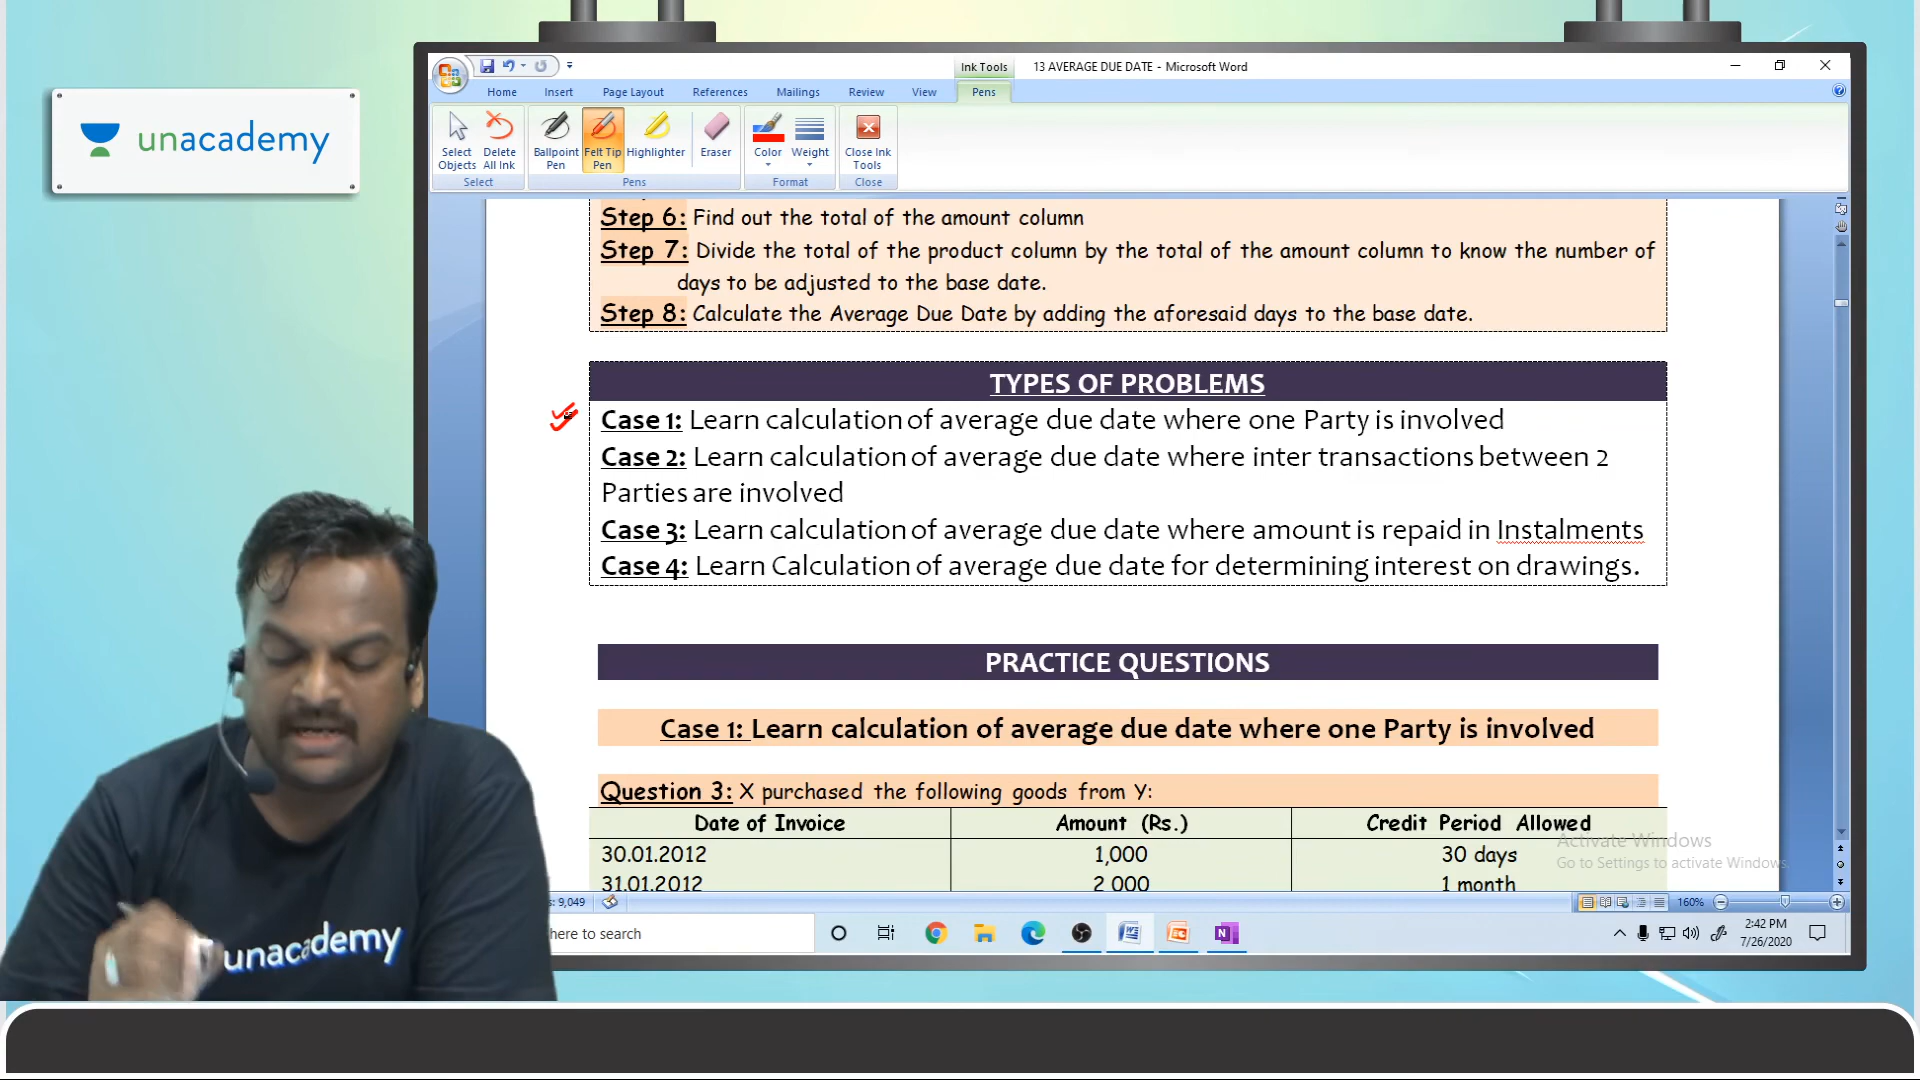 unacademy
Ink Tools
13 AVERAGE DUE DATE - Microsoft Word
Home Insert Page Layout References Mailings Review View Pens
Select Objects
Delete All Ink
Ballpoint Pen
Felt Tip Pen
Highlighter
Eraser
Color
Weight
Close Ink Tools
Select Pens Format Close
Step 6: Find out the total of the amount column
Step 7: Divide the total of the product column by the total of the amount column to know the number of
days to be adjusted to the base date.
Step 8: Calculate the Average Due Date by adding the aforesaid days to the base date.
TYPES OF PROBLEMS
Case 1: Learn calculation of average due date where one Party is involved
Case 2: Learn calculation of average due date where inter transactions between 2
Parties are involved
Case 3: Learn calculation of average due date where amount is repaid in Instalments
Case 4: Learn Calculation of average due date for determining interest on drawings.
PRACTICE QUESTIONS
Case 1: Learn calculation of average due date where one Party is involved
Question 3: X purchased the following goods from Y:
Date of Invoice Amount (Rs.) Credit Period Allowed
30.01.2012 1,000 30 days
31.01.2012 2,000 1 month
Activate Windows
Go to Settings to activate Windows.
s: 9,049
160%
here to search
2:42 PM
7/26/2020
unacademy